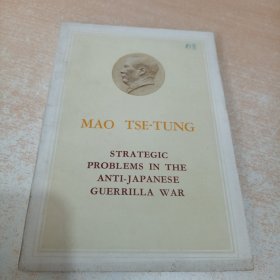 MAO TSE-TUNG
STRATEGIC
PROBLEMS IN THE
ANTI-JAPANESE
GUERRILLA WAR